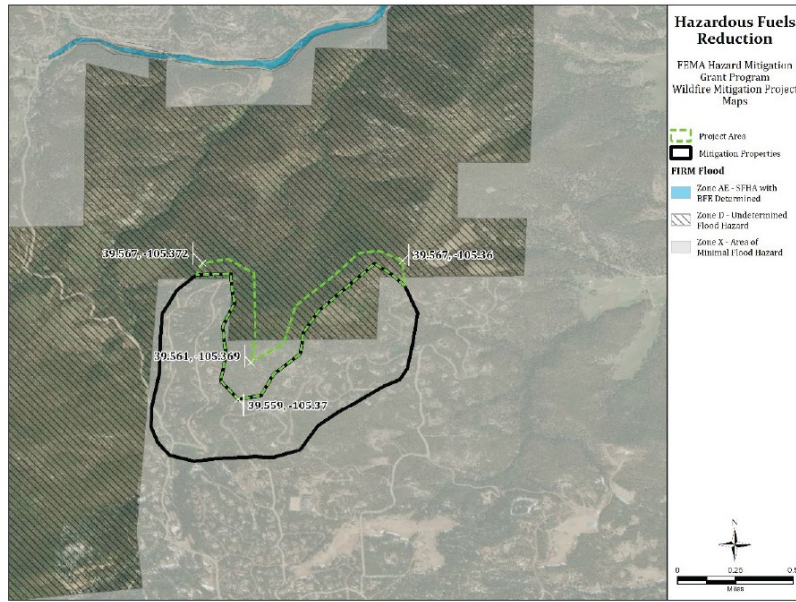 Hazardous Fuels
Reduction
FEMA Hazard Mitigation
Grant Program
Wildfire Mitigation Project
Maps
Project Area
Mitigation Properties
FIRM Flood
Zone AE - SFHA with
BFE Determined
Zone D - Undetermined
Flood Hazard
Zone X - Area of
Minimal Flood Hazard
39.567, -105.372
39.567, -105.36
39.561, -105.369
39.559, -105.37
N
0 0.25 0.5
Miles